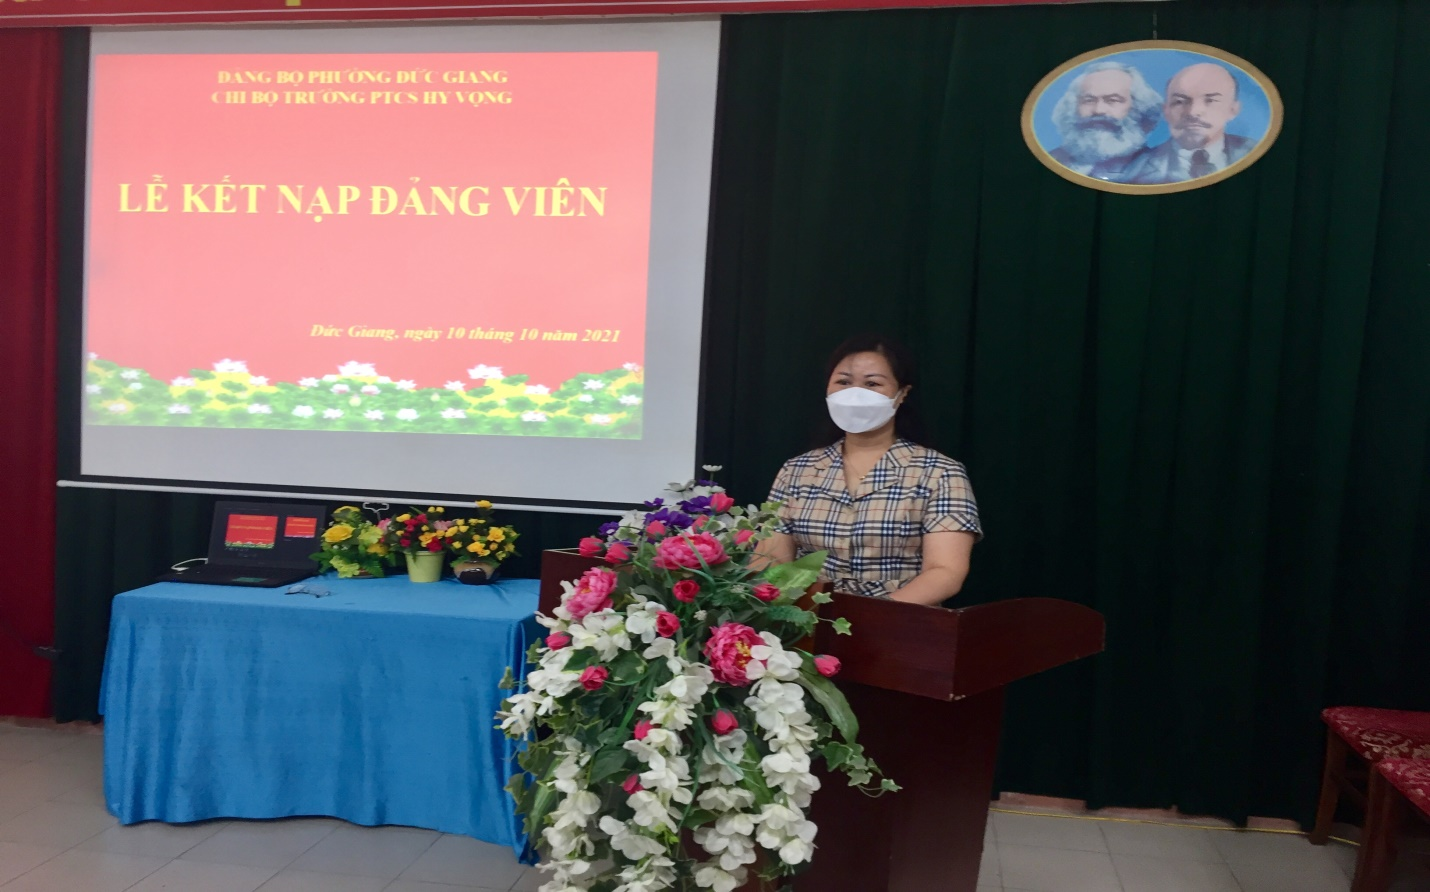 ĐẢNG BỘ PHƯỜNG ĐỨC GIANG
CHI BỘ TRƯỜNG PTCS HY VỌNG
LỄ KẾT NẠP ĐẢNG VIÊN
Đức Giang, ngày 10 tháng 10 năm 2021